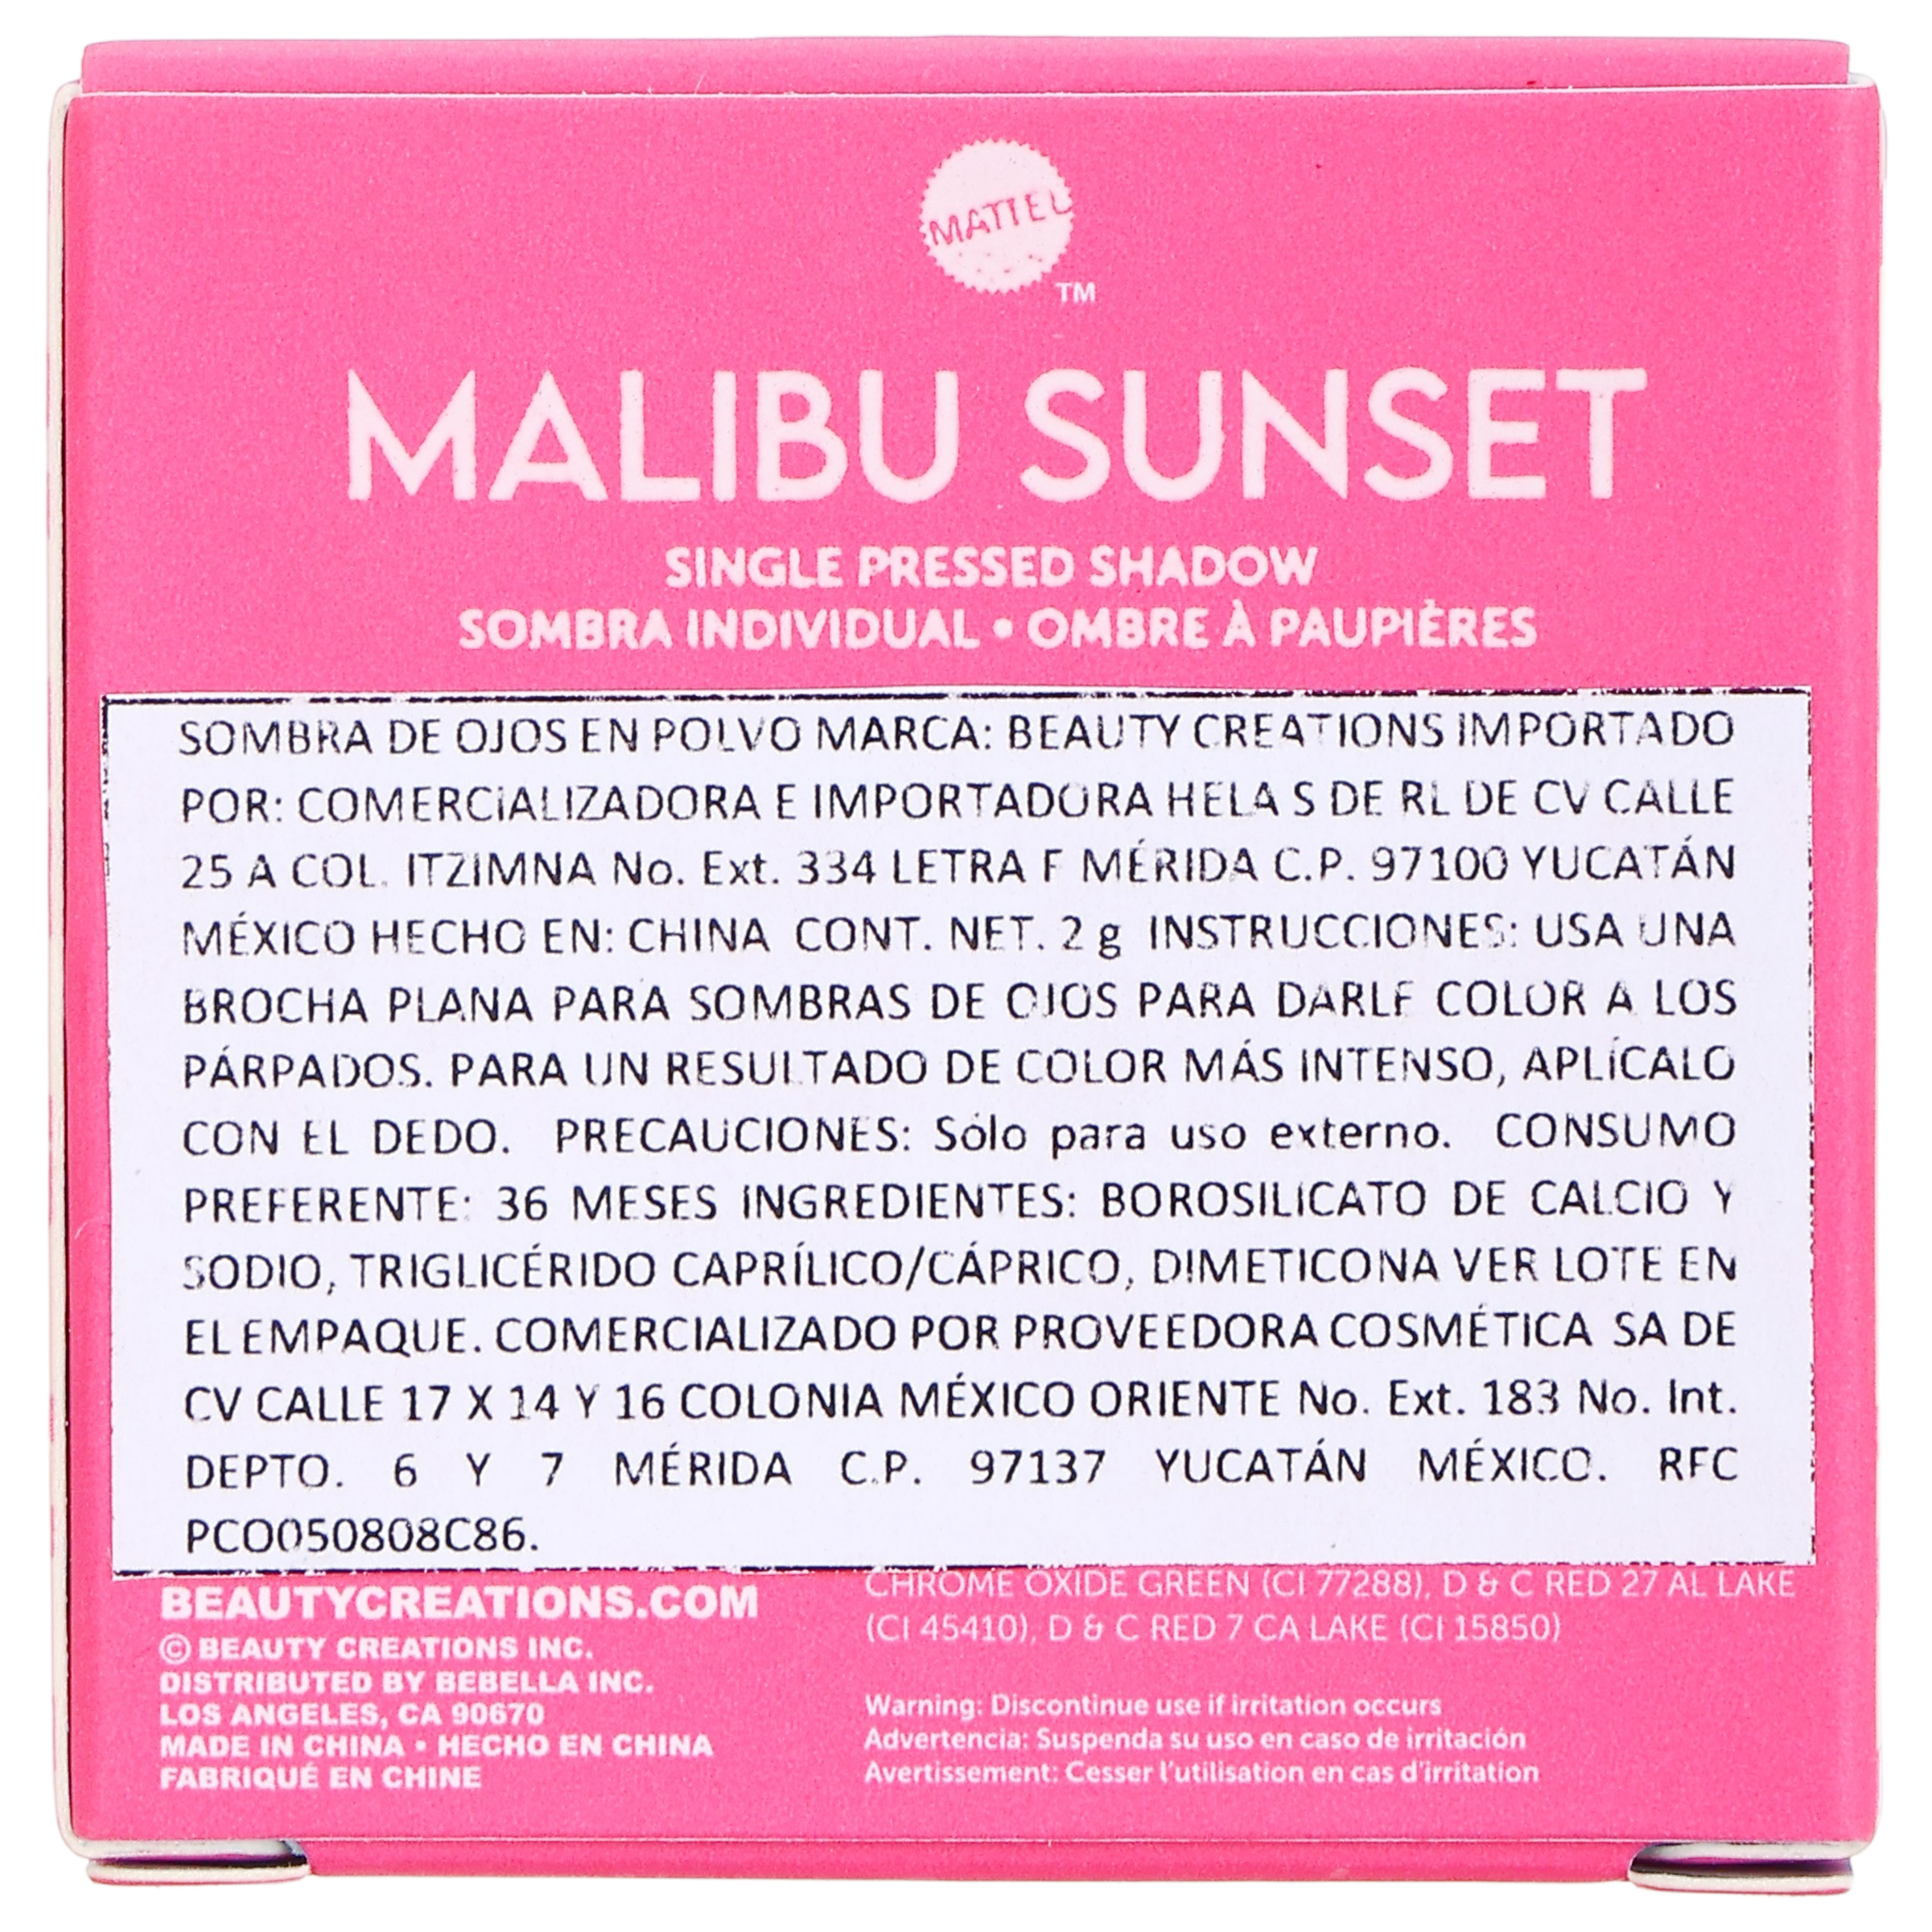 MATTEL
TM
MALIBU SUNSET
SINGLE PRESSED SHADOW
SOMBRA INDIVIDUAL • OMBRE À PAUPIÈRES
SOMBRA DE OJOS EN POLVO MARCA: BEAUTY CREATIONS IMPORTADO
POR: COMERCIALIZADORA E IMPORTADORA HELA S DE RL DE CV CALLE
25 A COL. ITZIMNA No. Ext. 334 LETRA F MÉRIDA C.P. 97100 YUCATÁN
MÉXICO HECHO EN: CHINA CONT. NET. 2 g INSTRUCCIONES: USA UNA
BROCHA PLANA PARA SOMBRAS DE OJOS PARA DARLE COLOR A LOS
PÁRPADOS. PARA UN RESULTADO DE COLOR MÁS INTENSO, APLÍCALO
CON EL DEDO. PRECAUCIONES: Sólo para uso externo. CONSUMO
PREFERENTE: 36 MESES INGREDIENTES: BOROSILICATO DE CALCIO Y
SODIO, TRIGLICÉRIDO CAPRÍLICO/CÁPRICO, DIMETICONA VER LOTE EN
EL EMPAQUE. COMERCIALIZADO POR PROVEEDORA COSMÉTICA SA DE
CV CALLE 17 X 14 Y 16 COLONIA MÉXICO ORIENTE No. Ext. 183 No. Int.
DEPTO. 6 Y 7 MÉRIDA C.P. 97137 YUCATÁN MÉXICO. RFC
PCO050808C86.
BEAUTYCREATIONS.COM
© BEAUTY CREATIONS INC.
DISTRIBUTED BY BEBELLA INC.
LOS ANGELES, CA 90670
MADE IN CHINA • HECHO EN CHINA
FABRIQUÉ EN CHINE
CHROME OXIDE GREEN (CI 77288), D & C RED 27 AL LAKE
(CI 45410), D & C RED 7 CA LAKE (CI 15850)
Warning: Discontinue use if irritation occurs
Advertencia: Suspenda su uso en caso de irritación
Avertissement: Cesser l'utilisation en cas d'irritation